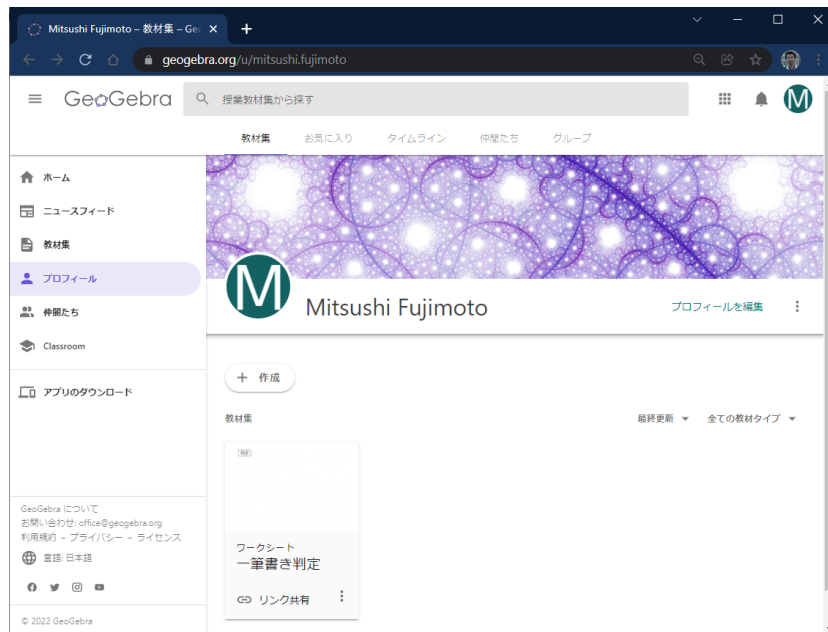 Mitsushi Fujimoto – 教材集 – Geo
geogebra.org/u/mitsushi.fujimoto
GeoGebra
授業教材集から探す
M
教材集 お気に入り タイムライン 仲間たち グループ
ホーム
ニュースフィード
教材集
プロフィール
仲間たち
Classroom
アプリのダウンロード
M
Mitsushi Fujimoto
プロフィールを編集
作成
教材集
最終更新
全ての教材タイプ
ワークシート
一筆書き判定
リンク共有
GeoGebra について
お問い合わせ: office@geogebra.org
利用規約 – プライバシー – ライセンス
言語: 日本語
© 2022 GeoGebra